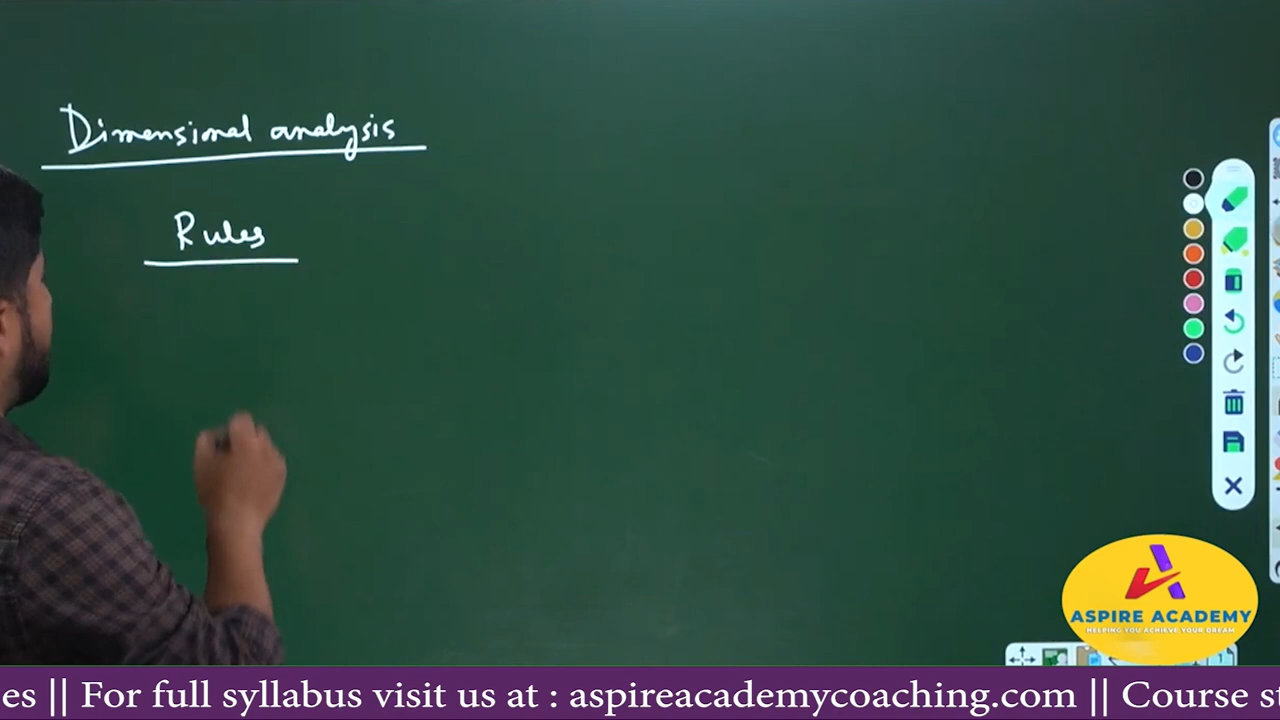 Dimensional analysis
Rules
ASPIRE ACADEMY
HELPING YOU ACHIEVE YOUR DREAM
es || For full syllabus visit us at : aspireacademycoaching.com || Course s